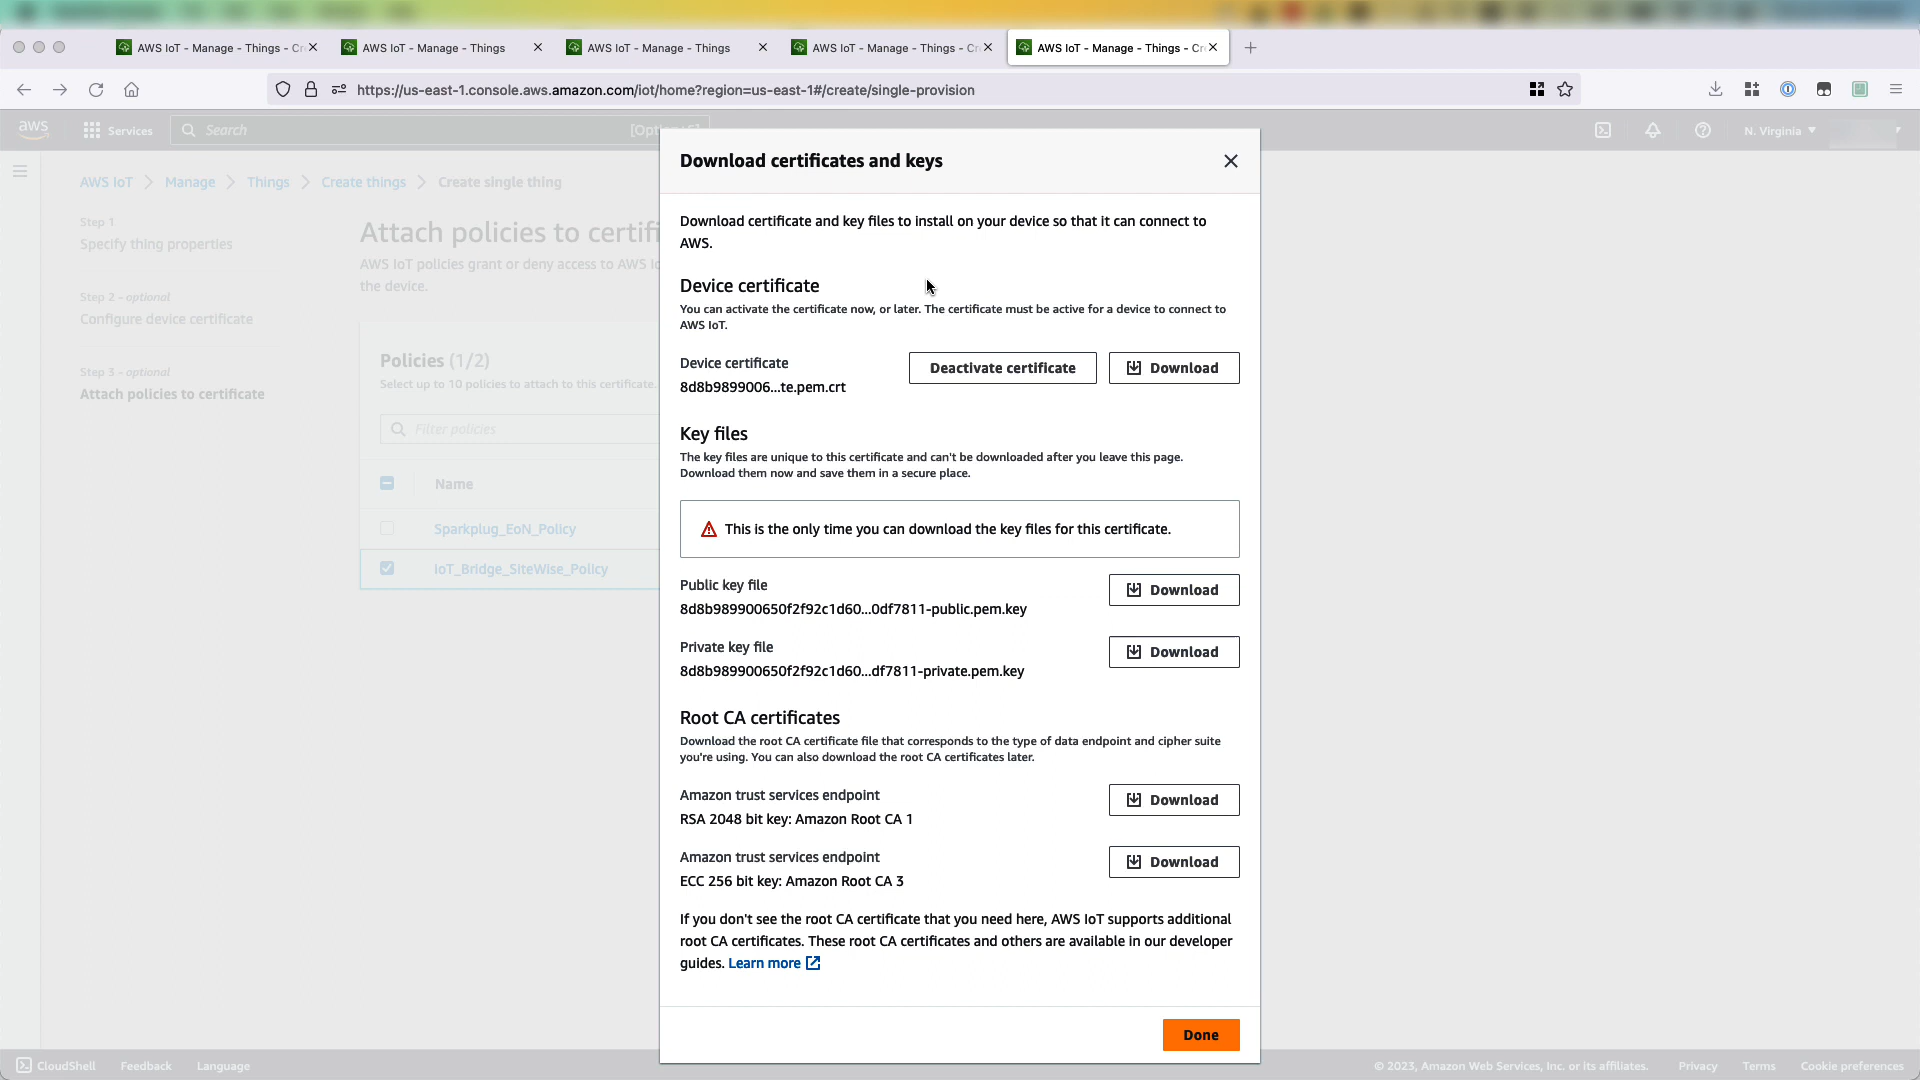 AWS IoT - Manage - Things - Cr
AWS IoT - Manage - Things
AWS IoT - Manage - Things
AWS IoT - Manage - Things - Cr
AWS IoT - Manage - Things - Cr
https://us-east-1.console.aws.amazon.com/iot/home?region=us-east-1#/create/single-provision
aws
Services
Search
N. Virginia
AWS IoT
Manage
Things
Create things
Create single thing
Step 1
Specify thing properties
Step 2 - optional
Configure device certificate
Step 3 - optional
Attach policies to certificate
Attach policies to certifi
AWS IoT policies grant or deny access to AWS Io
the device.
Policies (1/2)
Select up to 10 policies to attach to this certificate.
Filter policies
Name
Sparkplug_EoN_Policy
IoT_Bridge_SiteWise_Policy
Download certificates and keys
Download certificate and key files to install on your device so that it can connect to
AWS.
Device certificate
You can activate the certificate now, or later. The certificate must be active for a device to connect to
AWS IoT.
Device certificate
8d8b9899006...te.pem.crt
Deactivate certificate
Download
Key files
The key files are unique to this certificate and can't be downloaded after you leave this page.
Download them now and save them in a secure place.
This is the only time you can download the key files for this certificate.
Public key file
8d8b989900650f2f92c1d60...0df7811-public.pem.key
Download
Private key file
8d8b989900650f2f92c1d60...df7811-private.pem.key
Download
Root CA certificates
Download the root CA certificate file that corresponds to the type of data endpoint and cipher suite
you're using. You can also download the root CA certificates later.
Amazon trust services endpoint
RSA 2048 bit key: Amazon Root CA 1
Download
Amazon trust services endpoint
ECC 256 bit key: Amazon Root CA 3
Download
If you don't see the root CA certificate that you need here, AWS IoT supports additional
root CA certificates. These root CA certificates and others are available in our developer
guides. Learn more
Done
CloudShell
Feedback
Language
© 2023, Amazon Web Services, Inc. or its affiliates.
Privacy
Terms
Cookie preferences